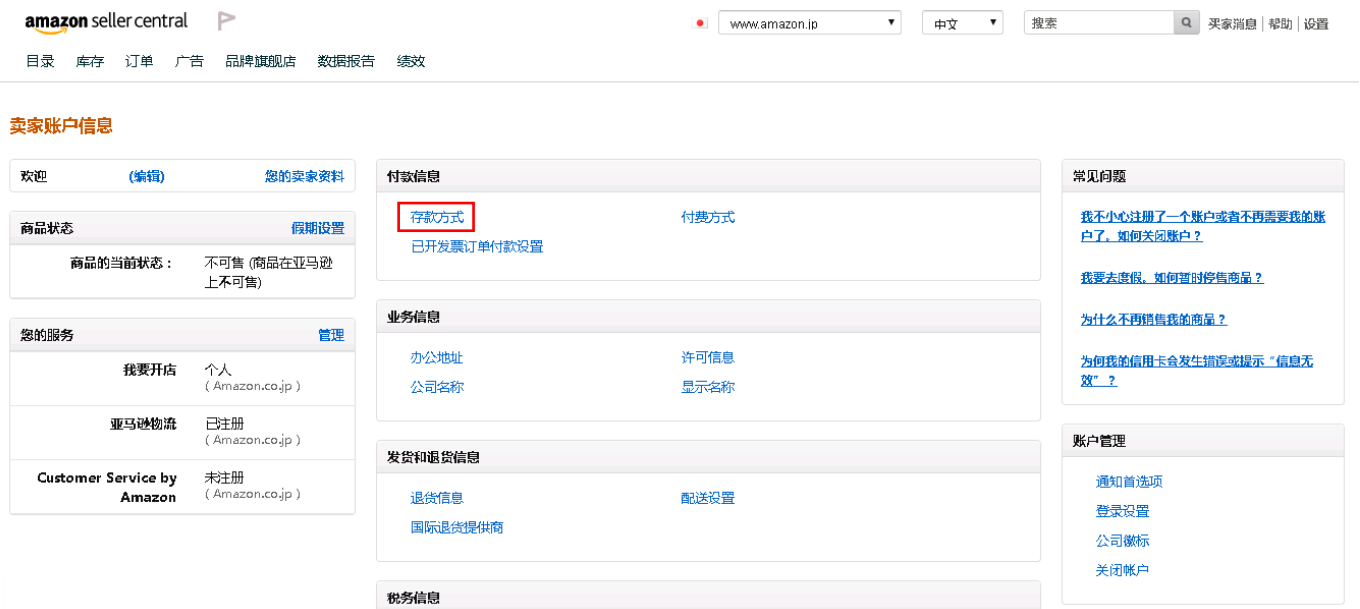 amazon seller central
www.amazon.jp
中文
搜索
买家消息 | 帮助 | 设置
目录 库存 订单 广告 品牌旗舰店 数据报告 绩效
卖家账户信息
欢迎 (编辑) 您的卖家资料
商品状态 假期设置
商品的当前状态： 不可售 (商品在亚马逊
上不可售)
您的服务 管理
我要开店 个人
( Amazon.co.jp )
亚马逊物流 已注册
( Amazon.co.jp )
Customer Service by
Amazon
未注册
( Amazon.co.jp )
付款信息
存款方式 付费方式
已开发票订单付款设置
业务信息
办公地址 许可信息
公司名称 显示名称
发货和退货信息
退货信息 配送设置
国际退货提供商
税务信息
常见问题
我不小心注册了一个账户或者不再需要我的账
户了。如何关闭账户？
我要去度假。如何暂时停售商品？
为什么不再销售我的商品？
为何我的信用卡会发生错误或提示“信息无
效”？
账户管理
通知首选项
登录设置
公司徽标
关闭帐户